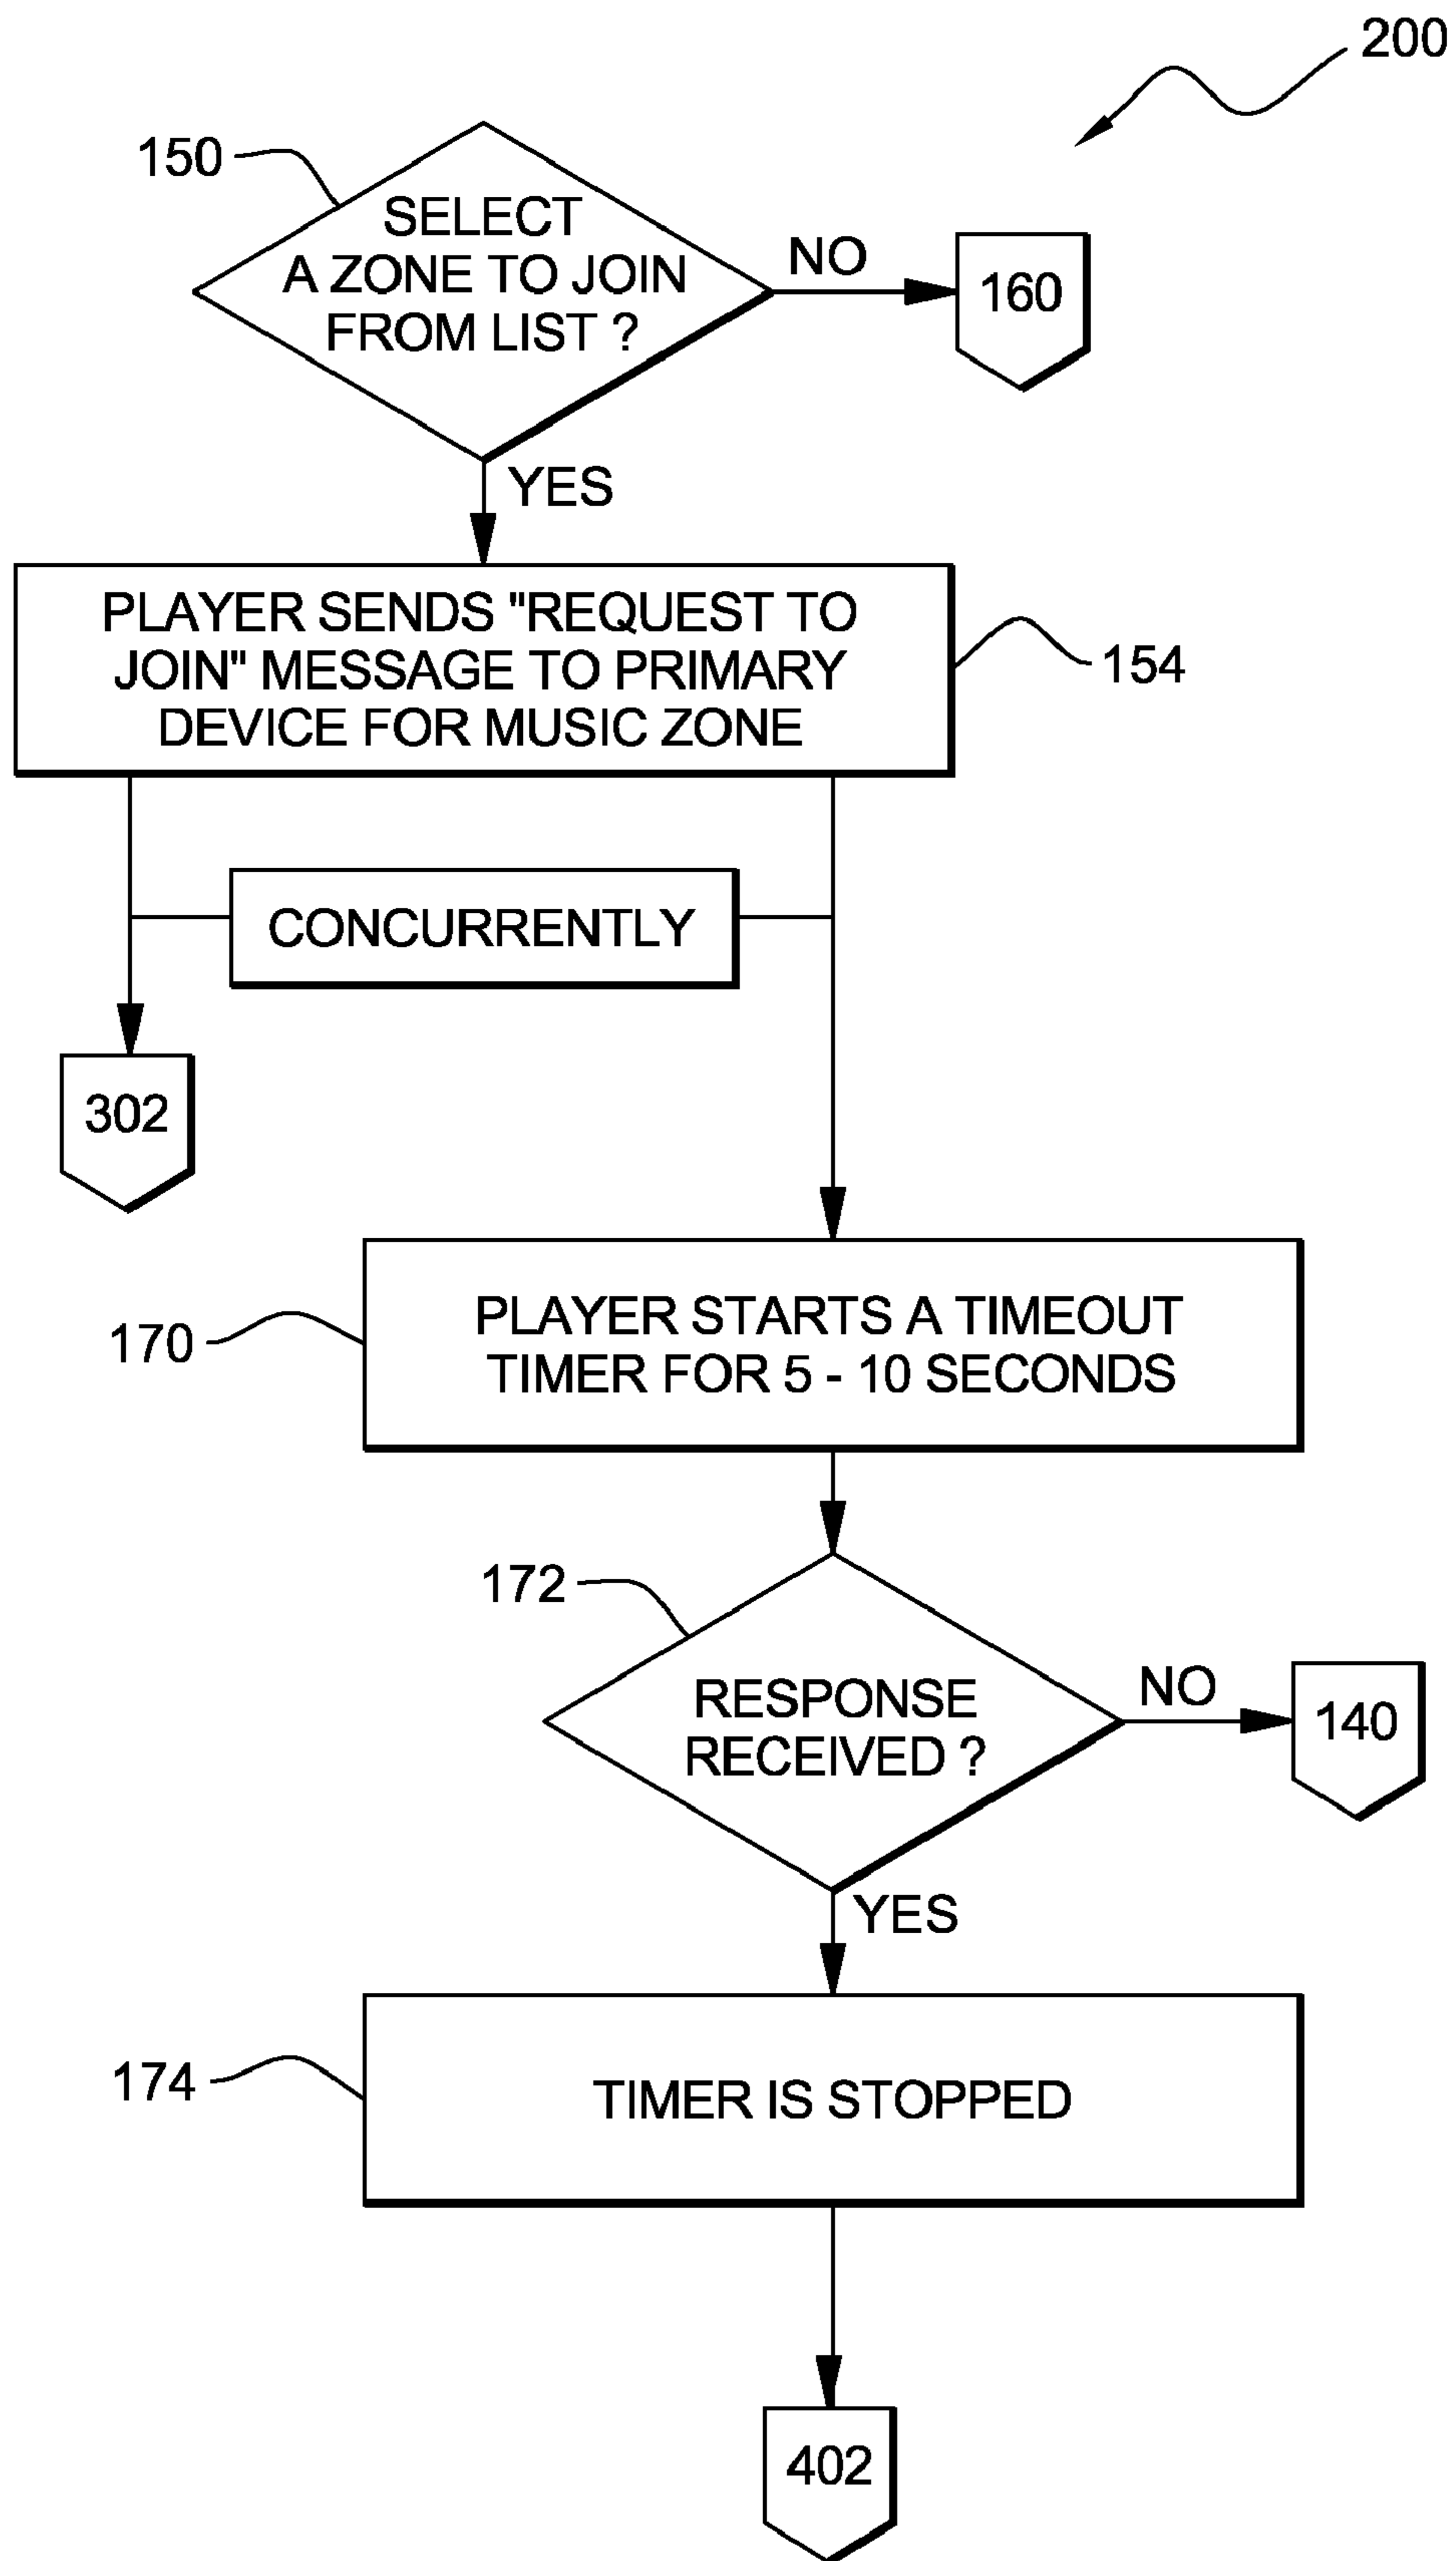 200
150
SELECT
A ZONE TO JOIN
FROM LIST ?
NO
160
YES
PLAYER SENDS "REQUEST TO
JOIN" MESSAGE TO PRIMARY
DEVICE FOR MUSIC ZONE
154
CONCURRENTLY
302
PLAYER STARTS A TIMEOUT
TIMER FOR 5 - 10 SECONDS
170
172
RESPONSE
RECEIVED ?
NO
140
YES
174
TIMER IS STOPPED
402